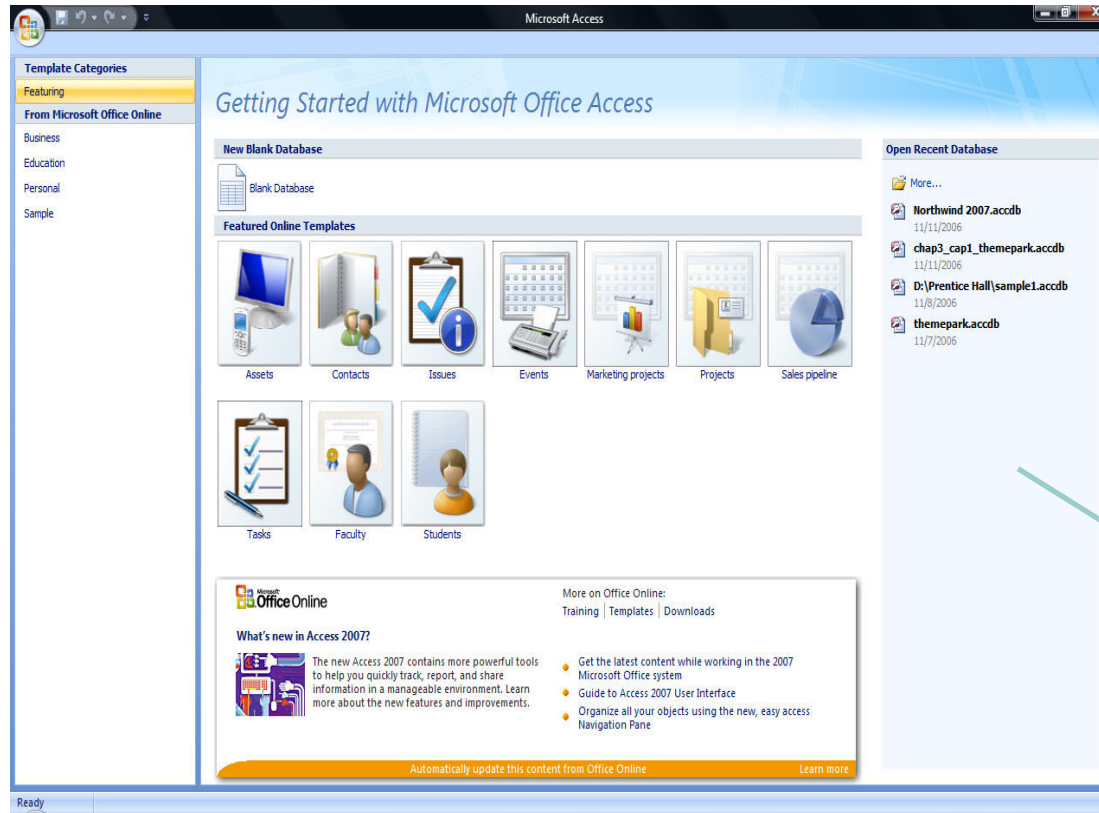 Microsoft Access
Template Categories
Featuring
From Microsoft Office Online
Business
Education
Personal
Sample
Getting Started with Microsoft Office Access
New Blank Database
Blank Database
Featured Online Templates
Assets
Contacts
Issues
Events
Marketing projects
Projects
Sales pipeline
Tasks
Faculty
Students
Microsoft
Office Online
What's new in Access 2007?
The new Access 2007 contains more powerful tools
to help you quickly track, report, and share
information in a manageable environment. Learn
more about the new features and improvements.
More on Office Online:
Training | Templates | Downloads
Get the latest content while working in the 2007
Microsoft Office system
Guide to Access 2007 User Interface
Organize all your objects using the new, easy access
Navigation Pane
Automatically update this content from Office Online
Learn more
Open Recent Database
More...
Northwind 2007.accdb
11/11/2006
chap3_cap1_themepark.accdb
11/11/2006
D:\Prentice Hall\sample1.accdb
11/8/2006
themepark.accdb
11/7/2006
Ready